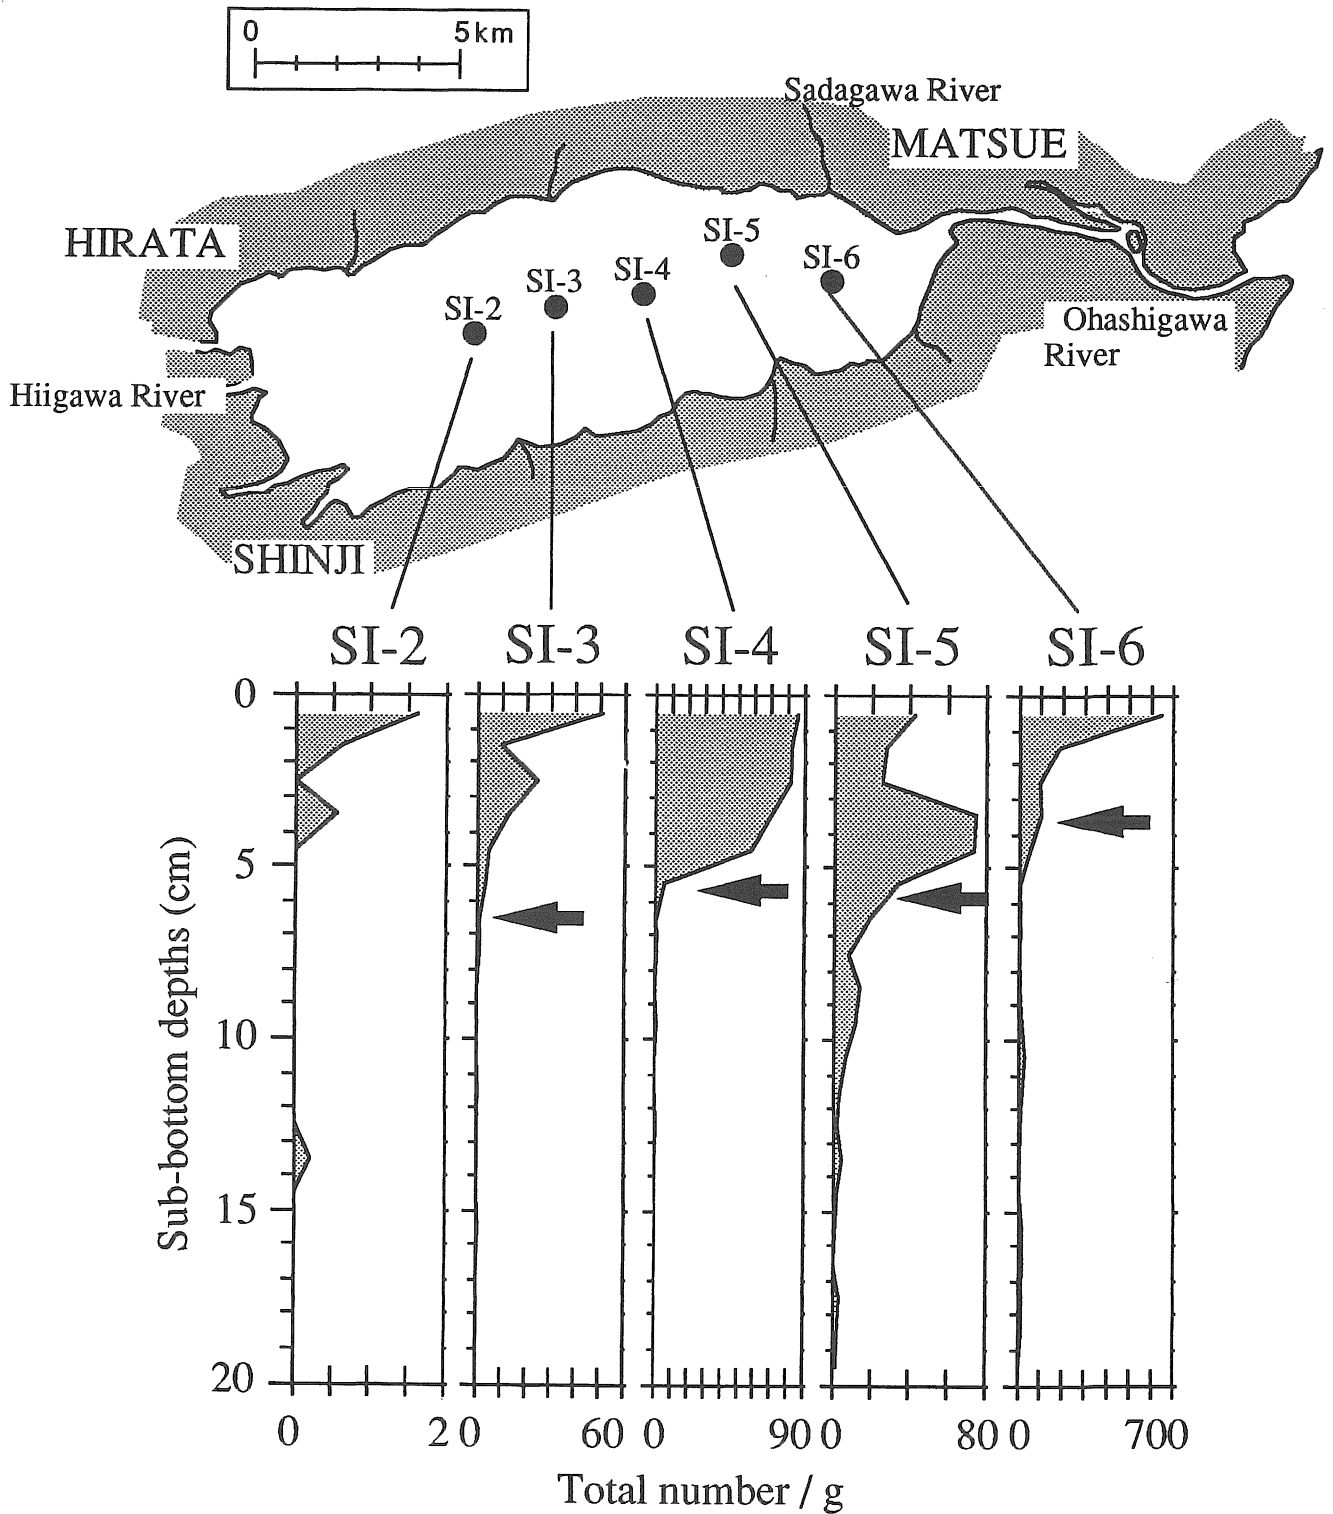 0 5km
Sadagawa River
MATSUE
HIRATA
SI-5
SI-6
SI-4
SI-3
SI-2
Ohashigawa
River
Hiigawa River
SHINJI
SI-2 SI-3 SI-4 SI-5 SI-6
0
5
10
15
20
Sub-bottom depths (cm)
0 20 60 0 90 0 80 0 700
Total number / g